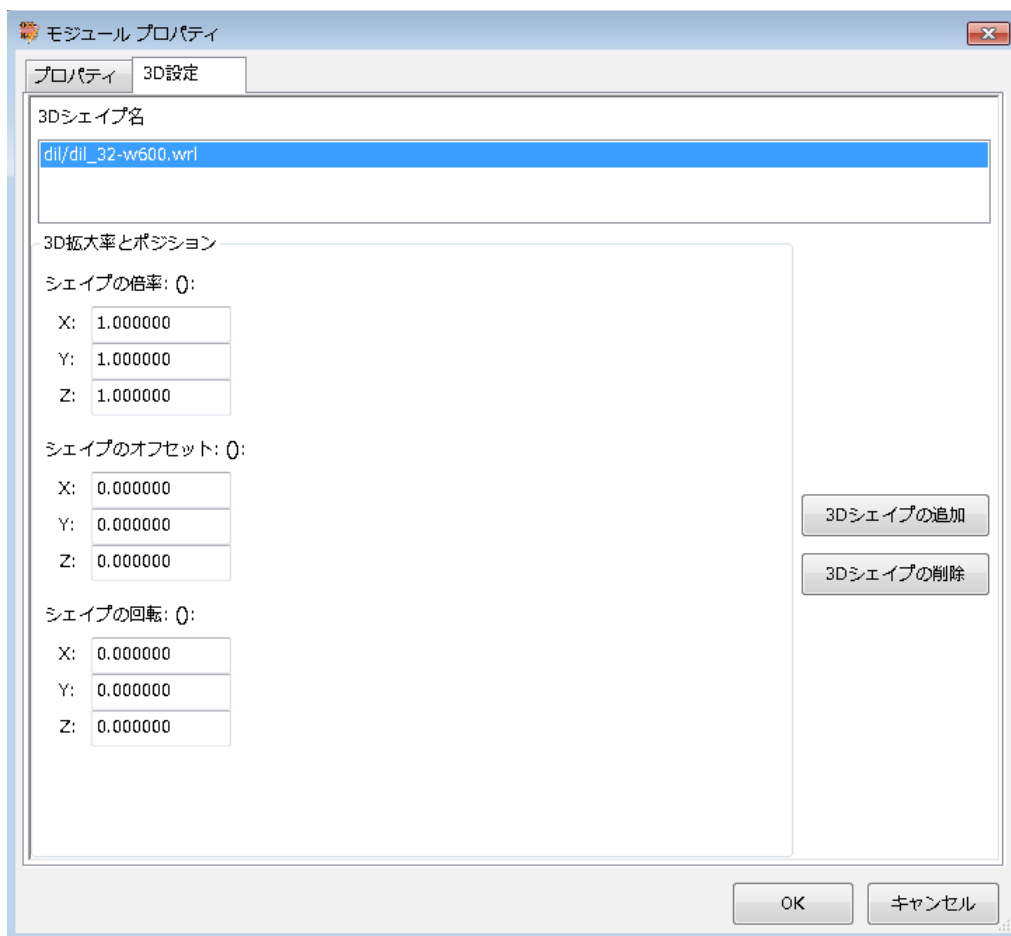 モジュール プロパティ
プロパティ 3D設定
3Dシェイプ名
dil/dil_32-w600.wrl
3D拡大率とポジション
シェイプの倍率: ():
X: 1.000000
Y: 1.000000
Z: 1.000000
シェイプのオフセット: ():
X: 0.000000
Y: 0.000000
Z: 0.000000
3Dシェイプの追加
3Dシェイプの削除
シェイプの回転: ():
X: 0.000000
Y: 0.000000
Z: 0.000000
OK キャンセル